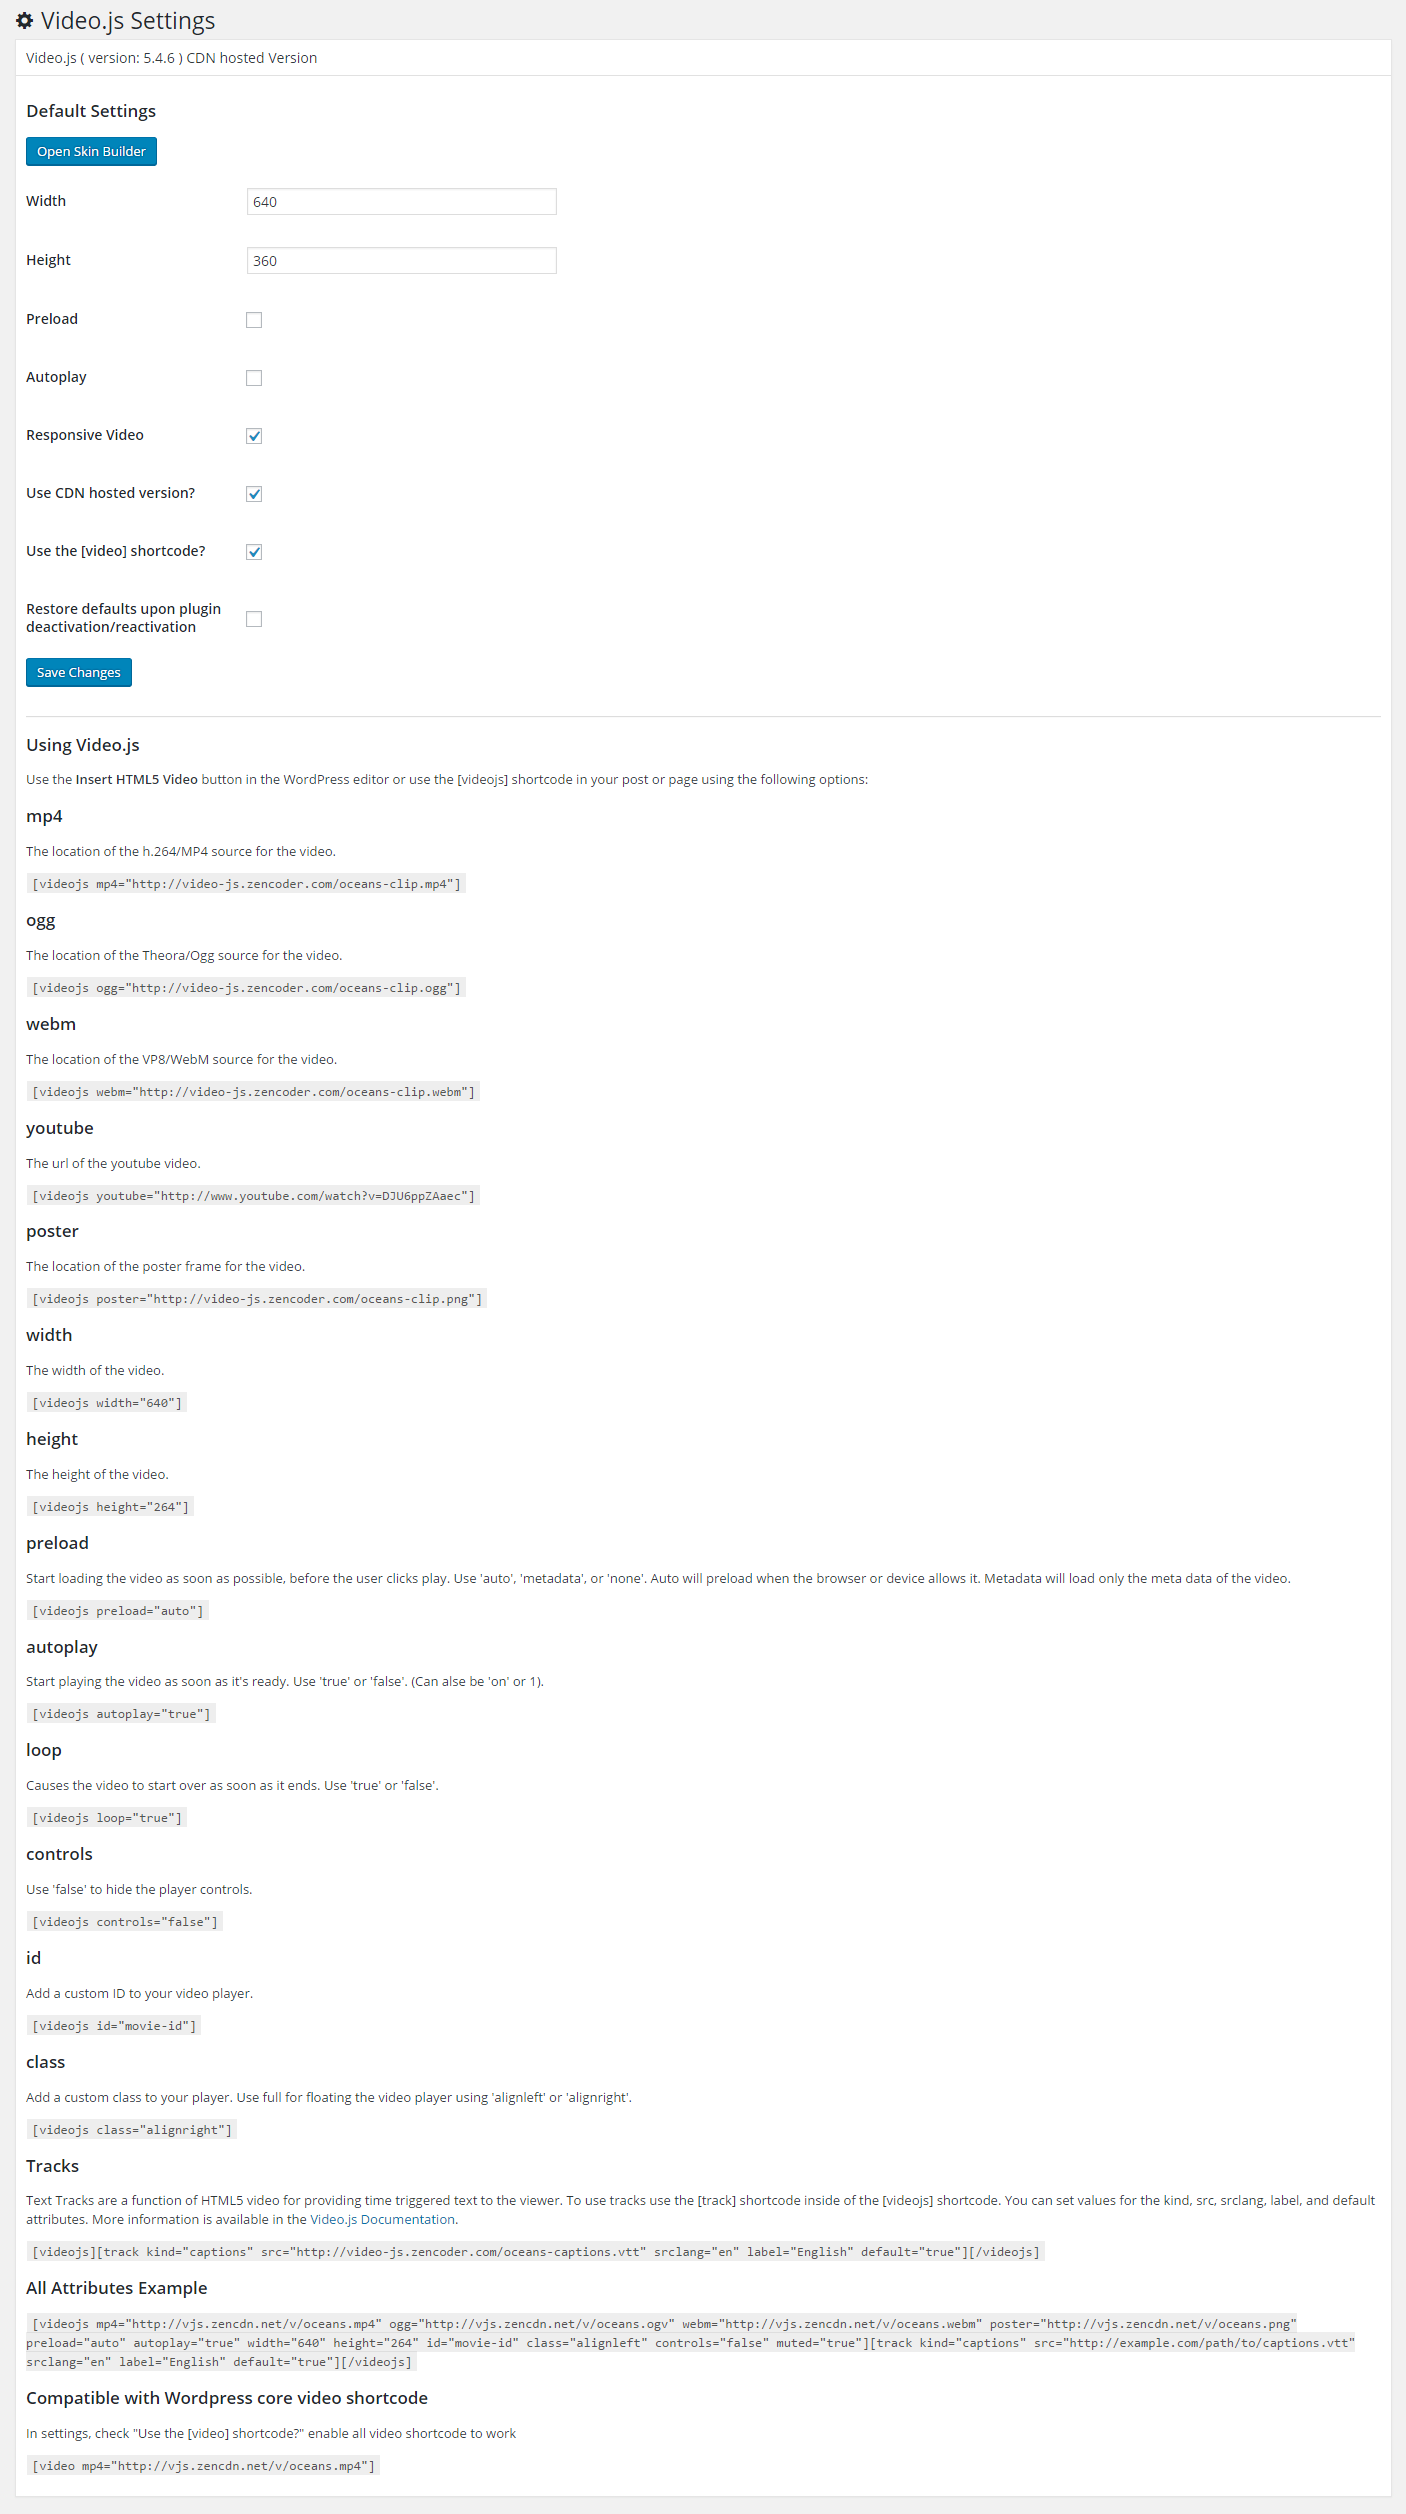 Video.js Settings
Video.js ( version: 5.4.6 ) CDN hosted Version
Default Settings
Open Skin Builder
Width
640
Height
360
Preload
Autoplay
Responsive Video
Use CDN hosted version?
Use the [video] shortcode?
Restore defaults upon plugin
deactivation/reactivation
Save Changes
Using Video.js
Use the Insert HTML5 Video button in the WordPress editor or use the [videojs] shortcode in your post or page using the following options:
mp4
The location of the h.264/MP4 source for the video.
[videojs mp4="http://video-js.zencoder.com/oceans-clip.mp4"]
ogg
The location of the Theora/Ogg source for the video.
[videojs ogg="http://video-js.zencoder.com/oceans-clip.ogg"]
webm
The location of the VP8/WebM source for the video.
[videojs webm="http://video-js.zencoder.com/oceans-clip.webm"]
youtube
The url of the youtube video.
[videojs youtube="http://www.youtube.com/watch?v=DJU6ppZAaec"]
poster
The location of the poster frame for the video.
[videojs poster="http://video-js.zencoder.com/oceans-clip.png"]
width
The width of the video.
[videojs width="640"]
height
The height of the video.
[videojs height="264"]
preload
Start loading the video as soon as possible, before the user clicks play. Use 'auto', 'metadata', or 'none'. Auto will preload when the browser or device allows it. Metadata will load only the meta data of the video.
[videojs preload="auto"]
autoplay
Start playing the video as soon as it's ready. Use 'true' or 'false'. (Can alse be 'on' or 1).
[videojs autoplay="true"]
loop
Causes the video to start over as soon as it ends. Use 'true' or 'false'.
[videojs loop="true"]
controls
Use 'false' to hide the player controls.
[videojs controls="false"]
id
Add a custom ID to your video player.
[videojs id="movie-id"]
class
Add a custom class to your player. Use full for floating the video player using 'alignleft' or 'alignright'.
[videojs class="alignright"]
Tracks
Text Tracks are a function of HTML5 video for providing time triggered text to the viewer. To use tracks use the [track] shortcode inside of the [videojs] shortcode. You can set values for the kind, src, srclang, label, and default
attributes. More information is available in the Video.js Documentation.
[videojs][track kind="captions" src="http://video-js.zencoder.com/oceans-captions.vtt" srclang="en" label="English" default="true"][/videojs]
All Attributes Example
[videojs mp4="http://vjs.zencdn.net/v/oceans.mp4" ogg="http://vjs.zencdn.net/v/oceans.ogv" webm="http://vjs.zencdn.net/v/oceans.webm" poster="http://vjs.zencdn.net/v/oceans.png"
preload="auto" autoplay="true" width="640" height="264" id="movie-id" class="alignleft" controls="false" muted="true"][track kind="captions" src="http://example.com/path/to/captions.vtt"
srclang="en" label="English" default="true"][/videojs]
Compatible with Wordpress core video shortcode
In settings, check "Use the [video] shortcode?" enable all video shortcode to work
[video mp4="http://vjs.zencdn.net/v/oceans.mp4"]